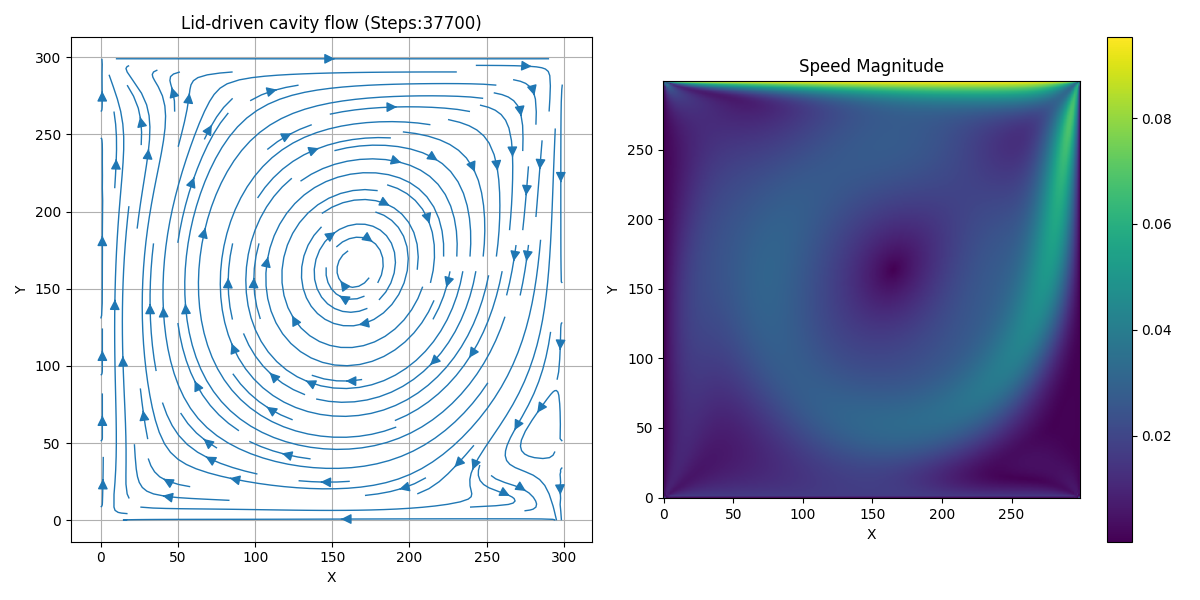 Lid-driven cavity flow (Steps:37700)
300
250
200
150
100
50
0
Y
0 50 100 150 200 250 300
X
Speed Magnitude
250
200
150
100
50
0
Y
0 50 100 150 200 250
X
0.08
0.06
0.04
0.02